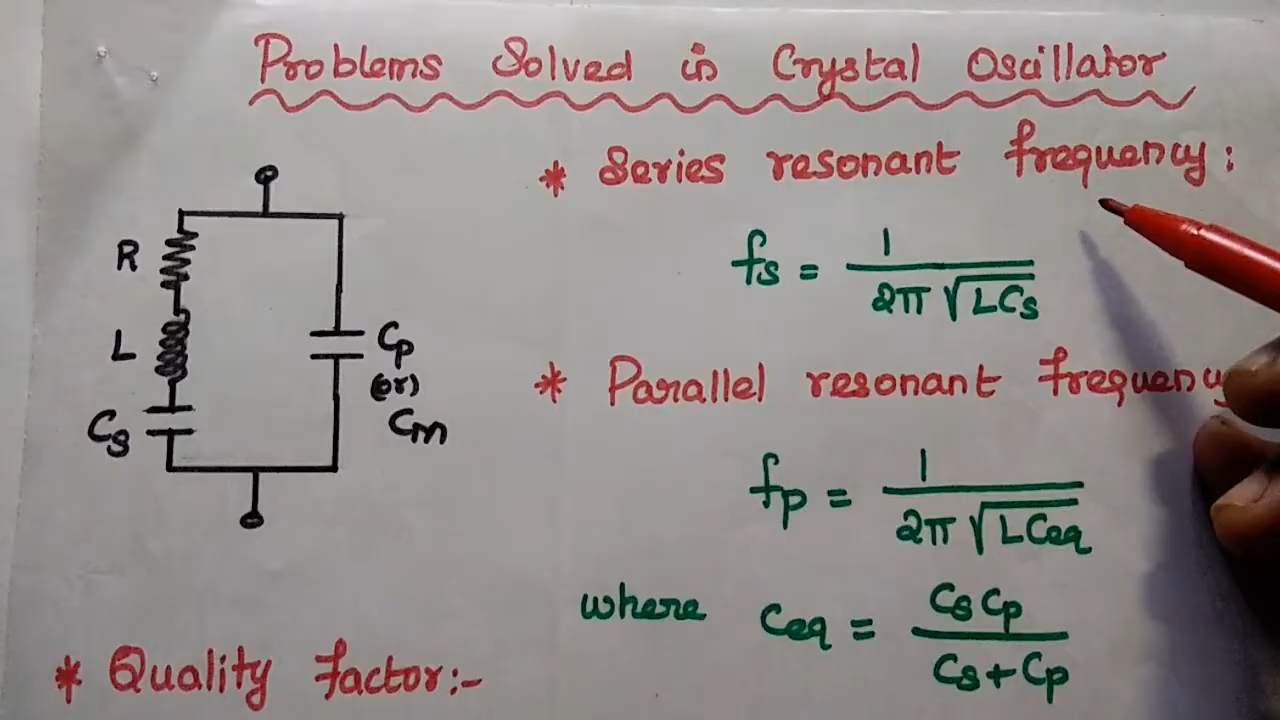 Problems Solved in Crystal Oscillator
* Series resonant frequency:
fs = 1 / 2π √LCs
* Parallel resonant frequency
fp = 1 / 2π √LCeq
where Ceq = CsCp / Cs+Cp
R
L
Cs
Cp
(or)
Cm
* Quality factor:-